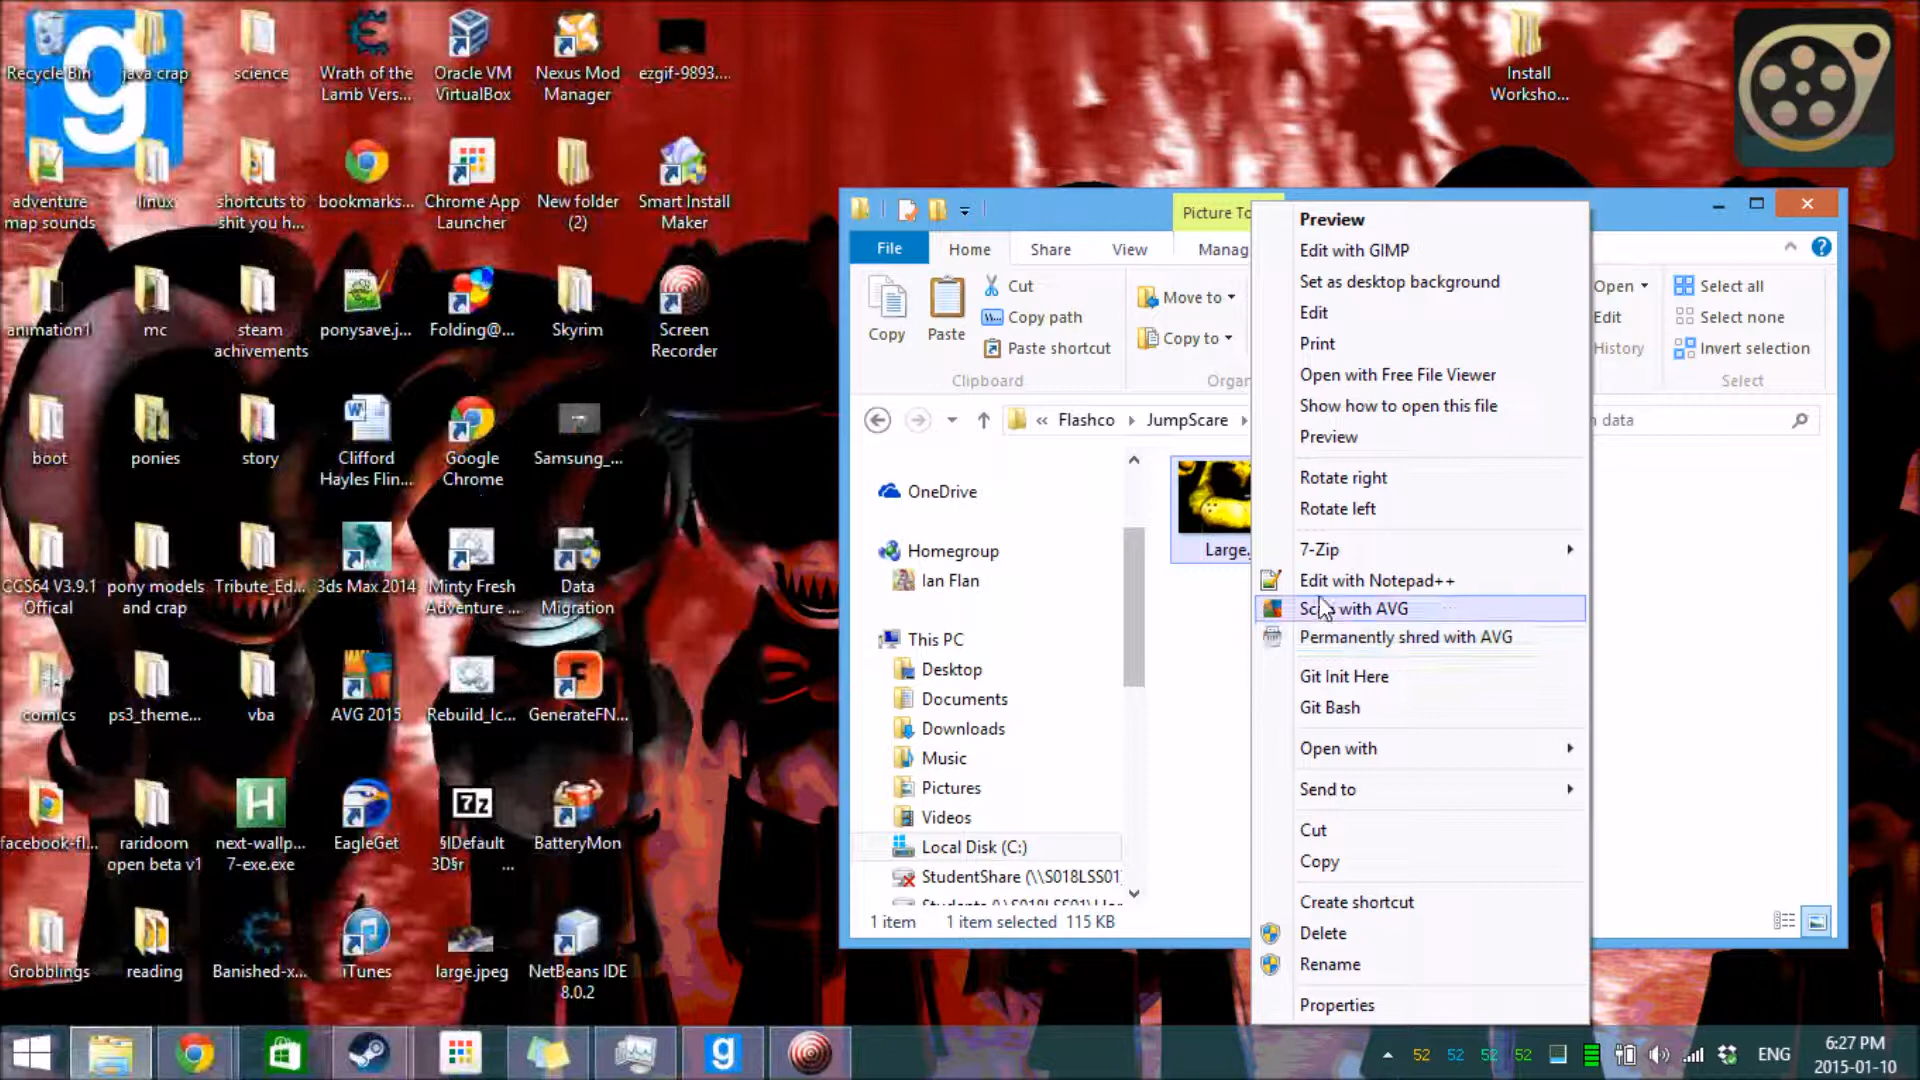 Recycle Bin
java crap
science
Wrath of the
Lamb Vers...
Oracle VM
VirtualBox
Nexus Mod
Manager
ezgif-9893....
Install
Worksho...
adventure
map sounds
linux
shortcuts to
shit you h...
bookmarks...
Chrome App
Launcher
New folder
(2)
Smart Install
Maker
animation1
mc
steam
achivements
ponysave.j...
Folding@...
Skyrim
Screen
Recorder
boot
ponies
story
Clifford
Hayles Flin...
Google
Chrome
Samsung_...
CCS64 V3.9.1
Offical
pony models
and crap
Tribute_Ed...
3ds Max 2014
Minty Fresh
Adventure ...
Data
Migration
comics
ps3_theme...
vba
AVG 2015
Rebuild_Ic...
GenerateFN...
facebook-fl...
raridoom
open beta v1
next-wallp...
7-exe.exe
EagleGet
§lDefault
3D§r ...
BatteryMon
Grobblings
reading
Banished-x...
iTunes
large.jpeg
NetBeans IDE
8.0.2
Picture To
File
Home
Share
View
Manag
Copy
Paste
Cut
Copy path
Paste shortcut
Clipboard
Move to
Copy to
Organ
Open
Edit
History
Select all
Select none
Invert selection
Select
« Flashco
JumpScare
data
OneDrive
Homegroup
Ian Flan
This PC
Desktop
Documents
Downloads
Music
Pictures
Videos
Local Disk (C:)
StudentShare (\\S018LSS01)
Large.
1 item
1 item selected 115 KB
Preview
Edit with GIMP
Set as desktop background
Edit
Print
Open with Free File Viewer
Show how to open this file
Preview
Rotate right
Rotate left
7-Zip
Edit with Notepad++
Scan with AVG
Permanently shred with AVG
Git Init Here
Git Bash
Open with
Send to
Cut
Copy
Create shortcut
Delete
Rename
Properties
52 52 52 52
ENG
6:27 PM
2015-01-10